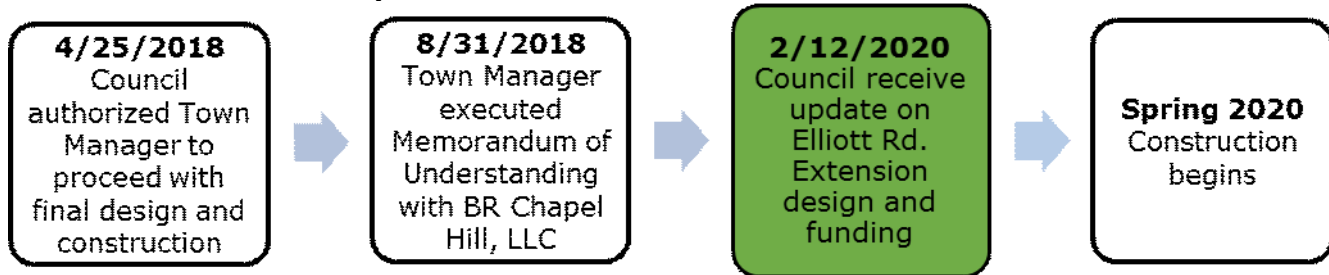 4/25/2018
Council
authorized Town
Manager to
proceed with
final design and
construction
8/31/2018
Town Manager
executed
Memorandum of
Understanding
with BR Chapel
Hill, LLC
2/12/2020
Council receive
update on
Elliott Rd.
Extension
design and
funding
Spring 2020
Construction
begins